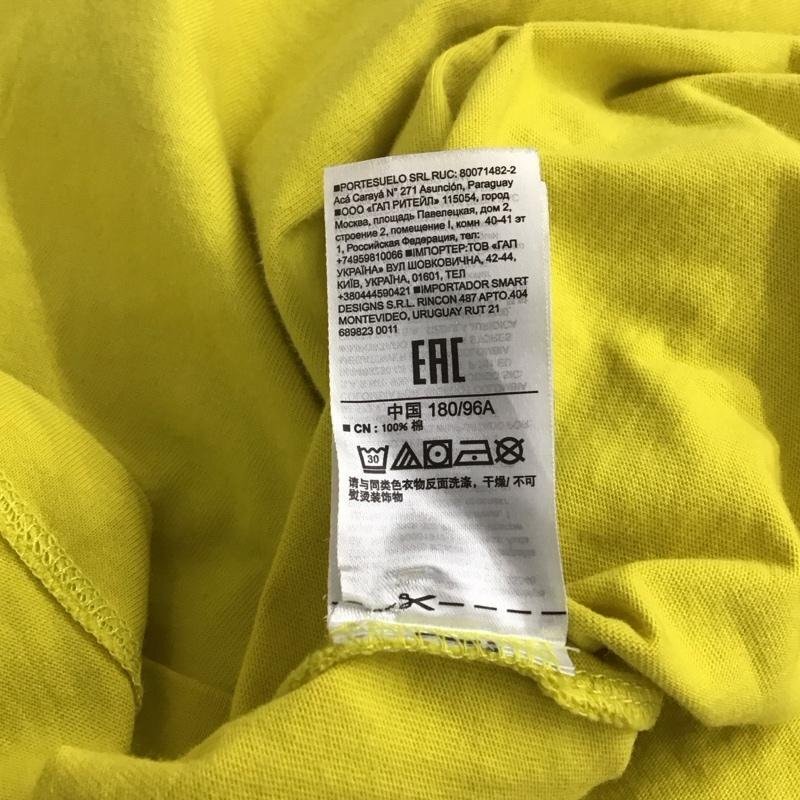 ■PORTESUELO SRL RUC: 80071482-2
Acá Carayá N° 271 Asunción, Paraguay
■ООО «ГАП РИТЕЙЛ» 115054, город
Москва, площадь Павелецкая, дом 2,
строение 2, помещение I, комн 40-41 эт
1, Российская Федерация, тел:
+74959810066 ■ІМПОРТЕР:ТОВ «ГАП
УКРАЇНА» ВУЛ ШОВКОВИЧНА, 42-44,
КИЇВ, УКРАЇНА, 01601, ТЕЛ
+380444590421 ■IMPORTADOR SMART
DESIGNS S.R.L. RINCON 487 APTO.404
MONTEVIDEO, URUGUAY RUT 21
689823 0011
EAC
中国 180/96A
■ CN : 100% 棉
30
请与同类色衣物反面洗涤，干燥/ 不可
熨烫装饰物